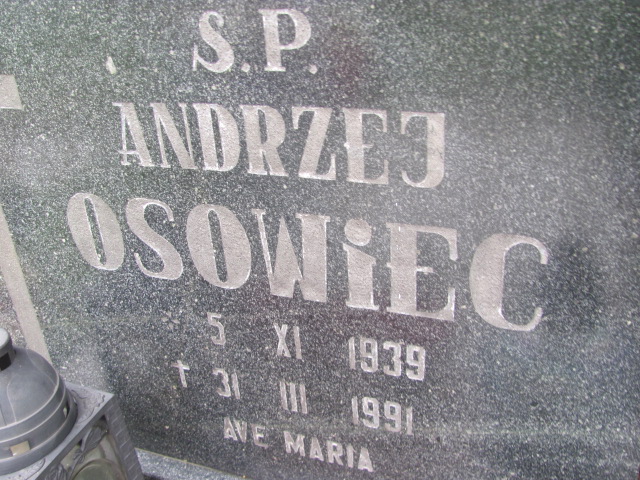 S.P.
ANDRZEJ
OSOWiEC
* 5 XI 1939
† 31 III 1991
AVE MARIA